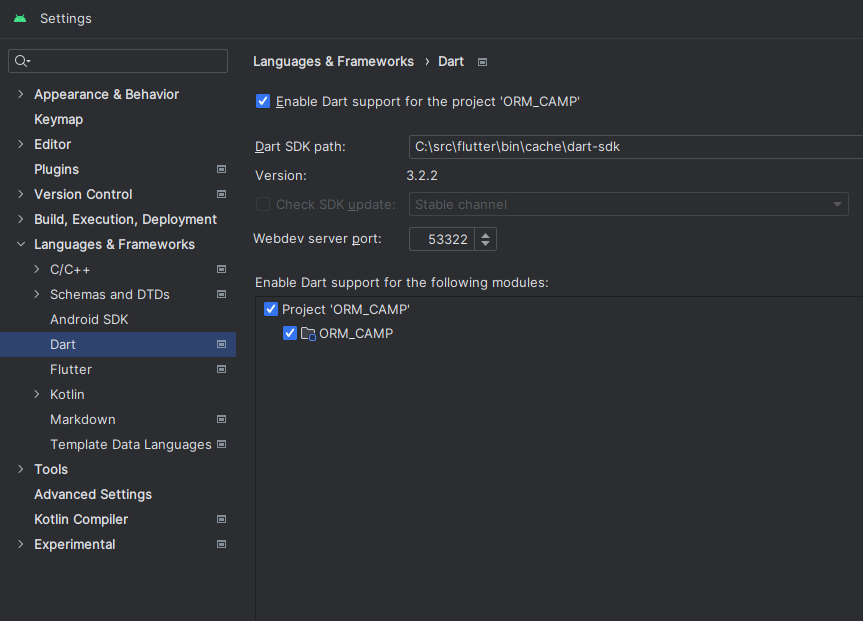 Settings
Appearance & Behavior
Keymap
Editor
Plugins
Version Control
Build, Execution, Deployment
Languages & Frameworks
C/C++
Schemas and DTDs
Android SDK
Dart
Flutter
Kotlin
Markdown
Template Data Languages
Tools
Advanced Settings
Kotlin Compiler
Experimental
Languages & Frameworks › Dart
Enable Dart support for the project 'ORM_CAMP'
Dart SDK path: C:\src\flutter\bin\cache\dart-sdk
Version: 3.2.2
Check SDK update: Stable channel
Webdev server port: 53322
Enable Dart support for the following modules:
Project 'ORM_CAMP'
ORM_CAMP